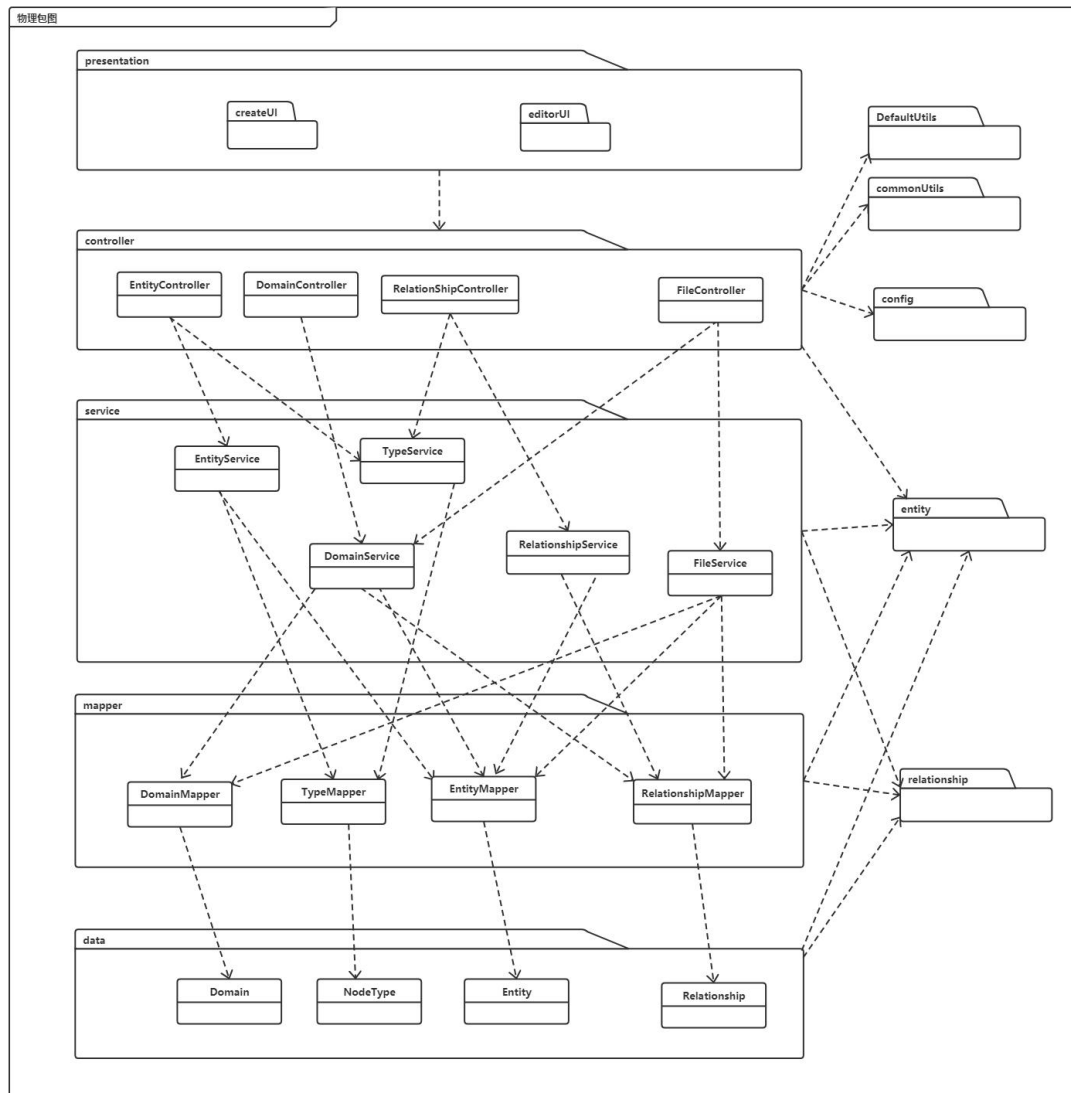 物理包图
presentation
createUI
editorUI
DefaultUtils
commonUtils
controller
EntityController
DomainController
RelationShipController
FileController
config
service
EntityService
TypeService
DomainService
RelationshipService
FileService
entity
mapper
DomainMapper
TypeMapper
EntityMapper
RelationshipMapper
relationship
data
Domain
NodeType
Entity
Relationship